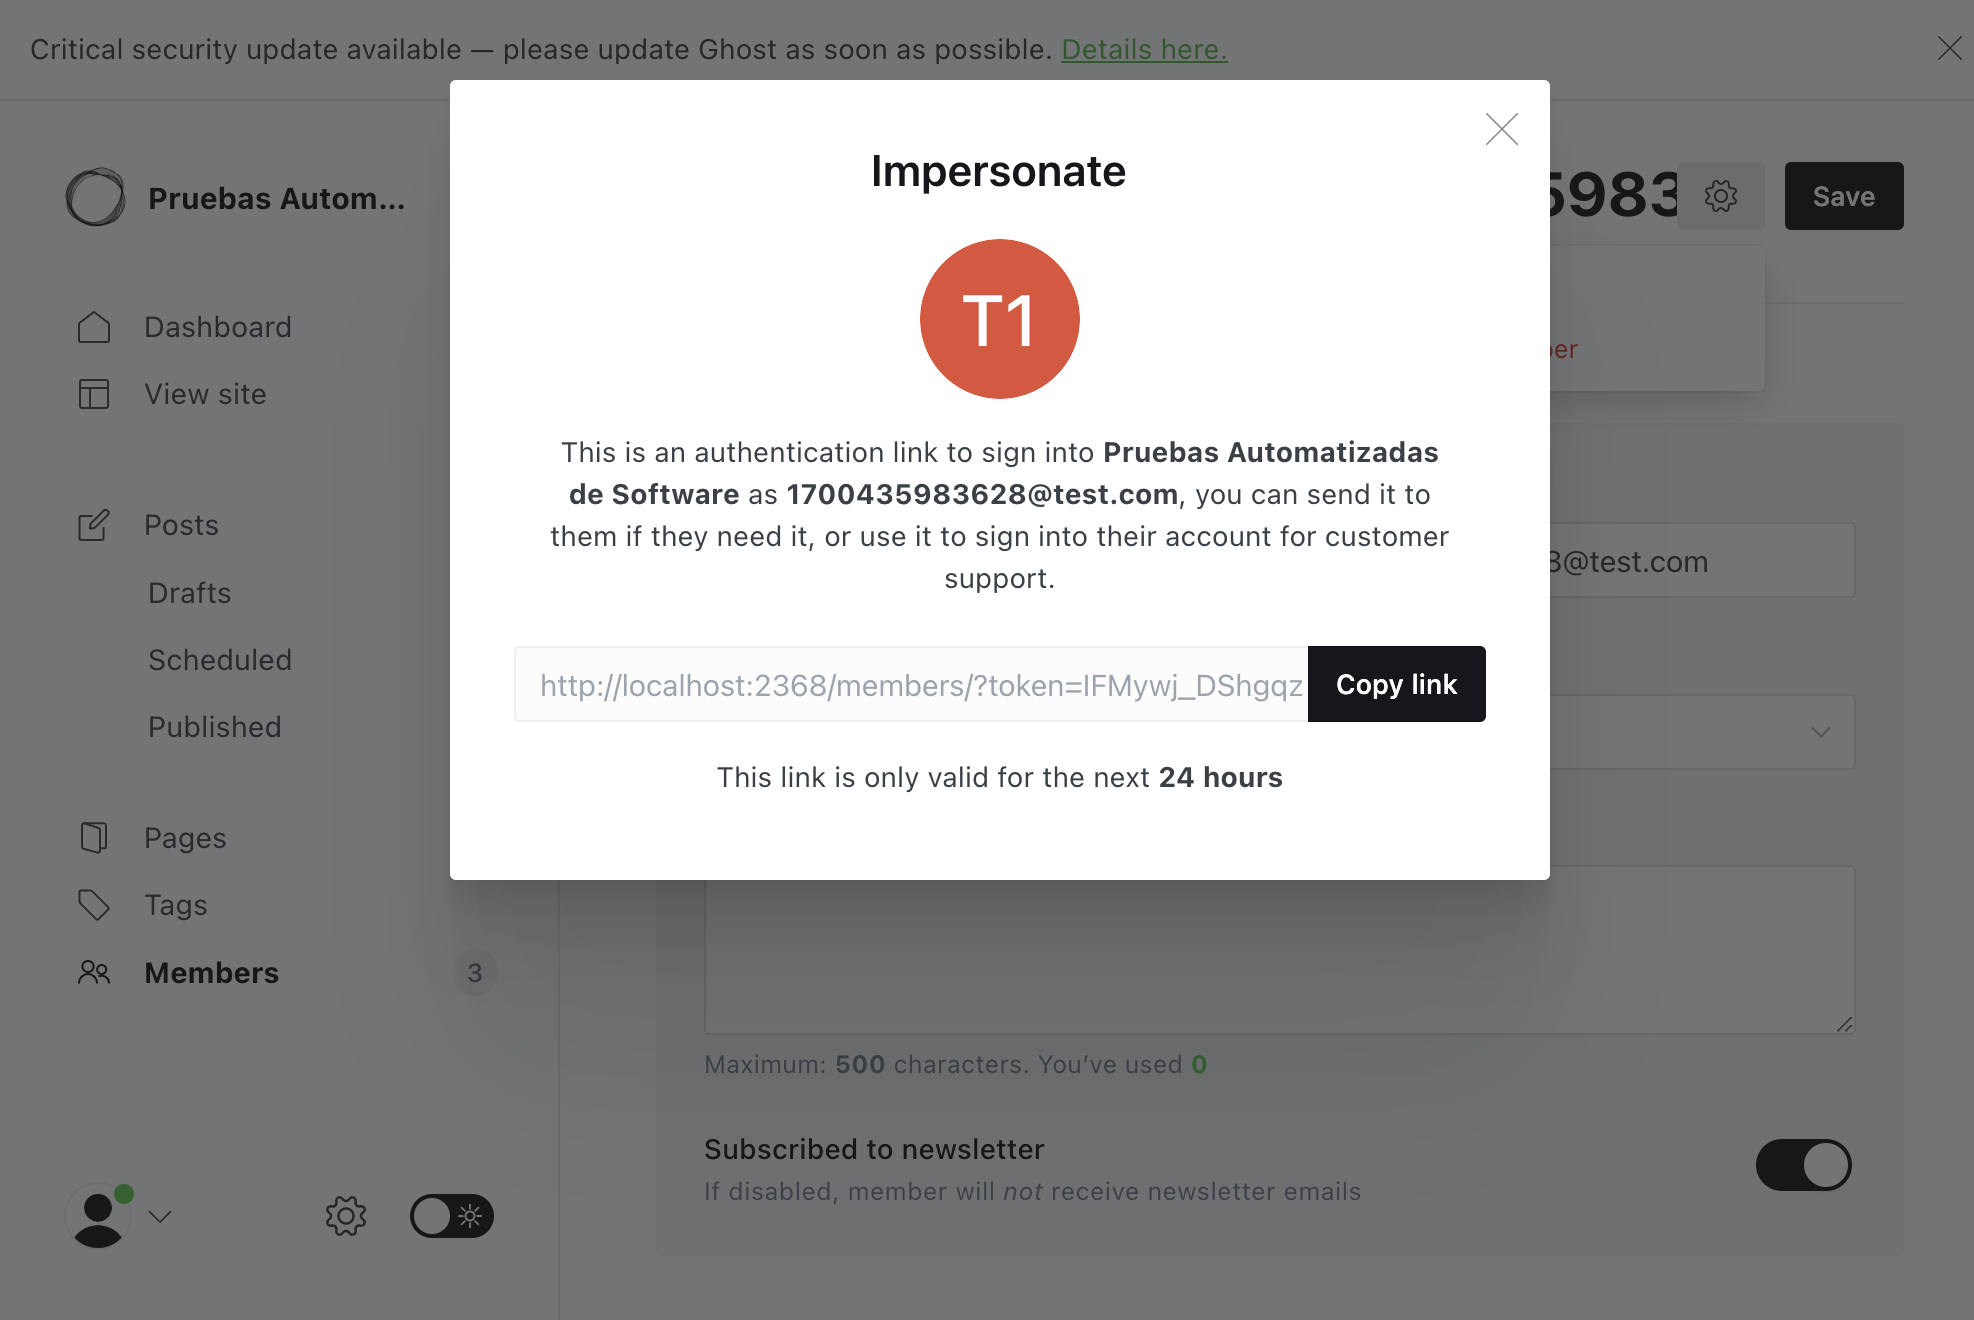 Critical security update available — please update Ghost as soon as possible. Details here.
Pruebas Autom...
Dashboard
View site
Posts
Drafts
Scheduled
Published
Pages
Tags
Members
3
5983
Save
Impersonate
T1
This is an authentication link to sign into Pruebas Automatizadas
de Software as 1700435983628@test.com, you can send it to
them if they need it, or use it to sign into their account for customer
support.
http://localhost:2368/members/?token=IFMywj_DShgqz
Copy link
This link is only valid for the next 24 hours
3@test.com
Maximum: 500 characters. You’ve used 0
Subscribed to newsletter
If disabled, member will not receive newsletter emails